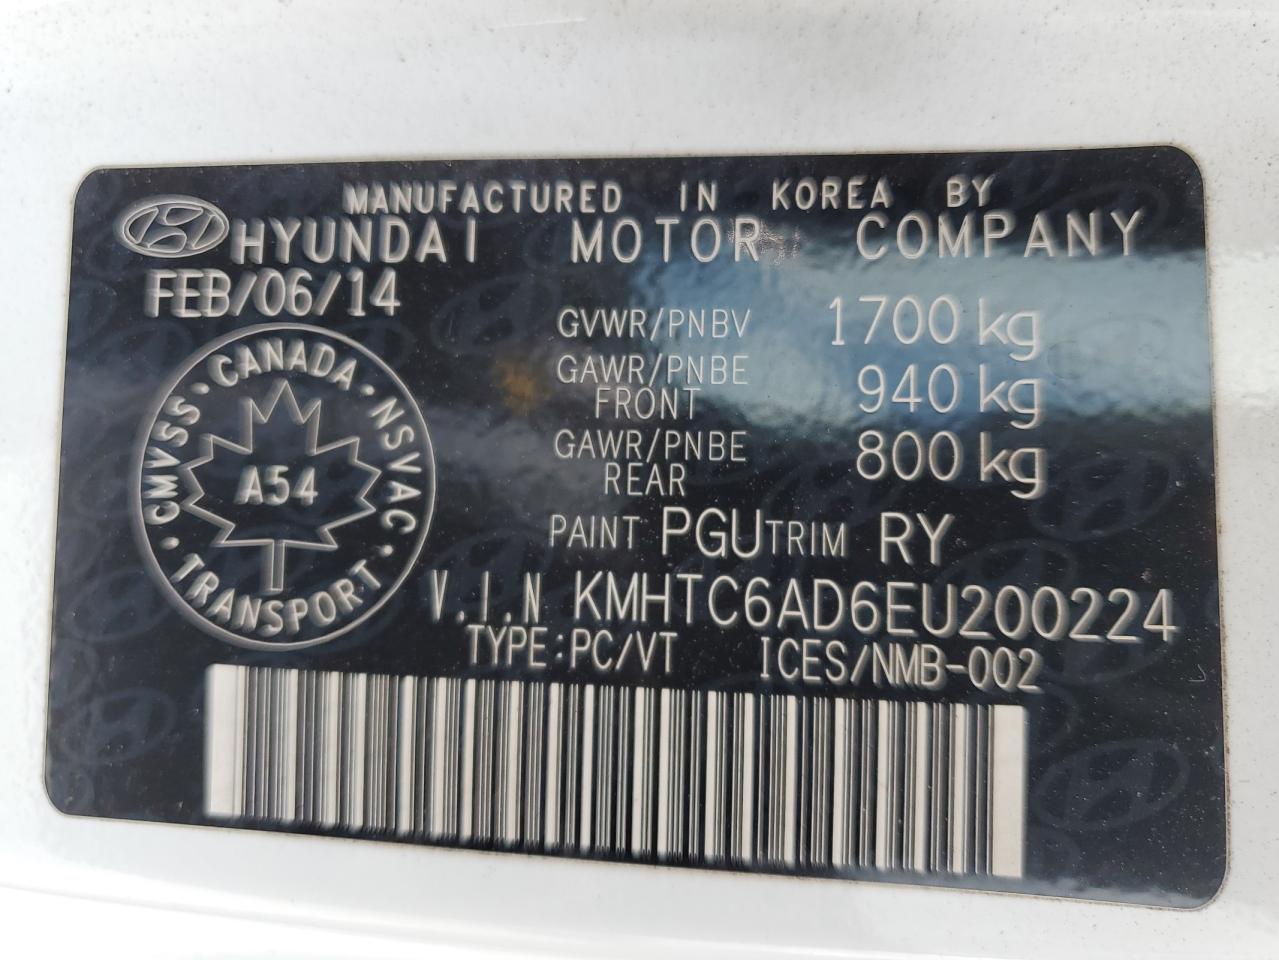 MANUFACTURED IN KOREA BY
HYUNDAI MOTOR COMPANY
FEB/06/14
GVWR/PNBV 1700 kg
GAWR/PNBE FRONT 940 kg
GAWR/PNBE REAR 800 kg
CMVSS · CANADA · NSVAC · TRANSPORT ·
A54
PAINT PGU TRIM RY
V.I.N KMHTC6AD6EU200224
TYPE:PC/VT ICES/NMB-002